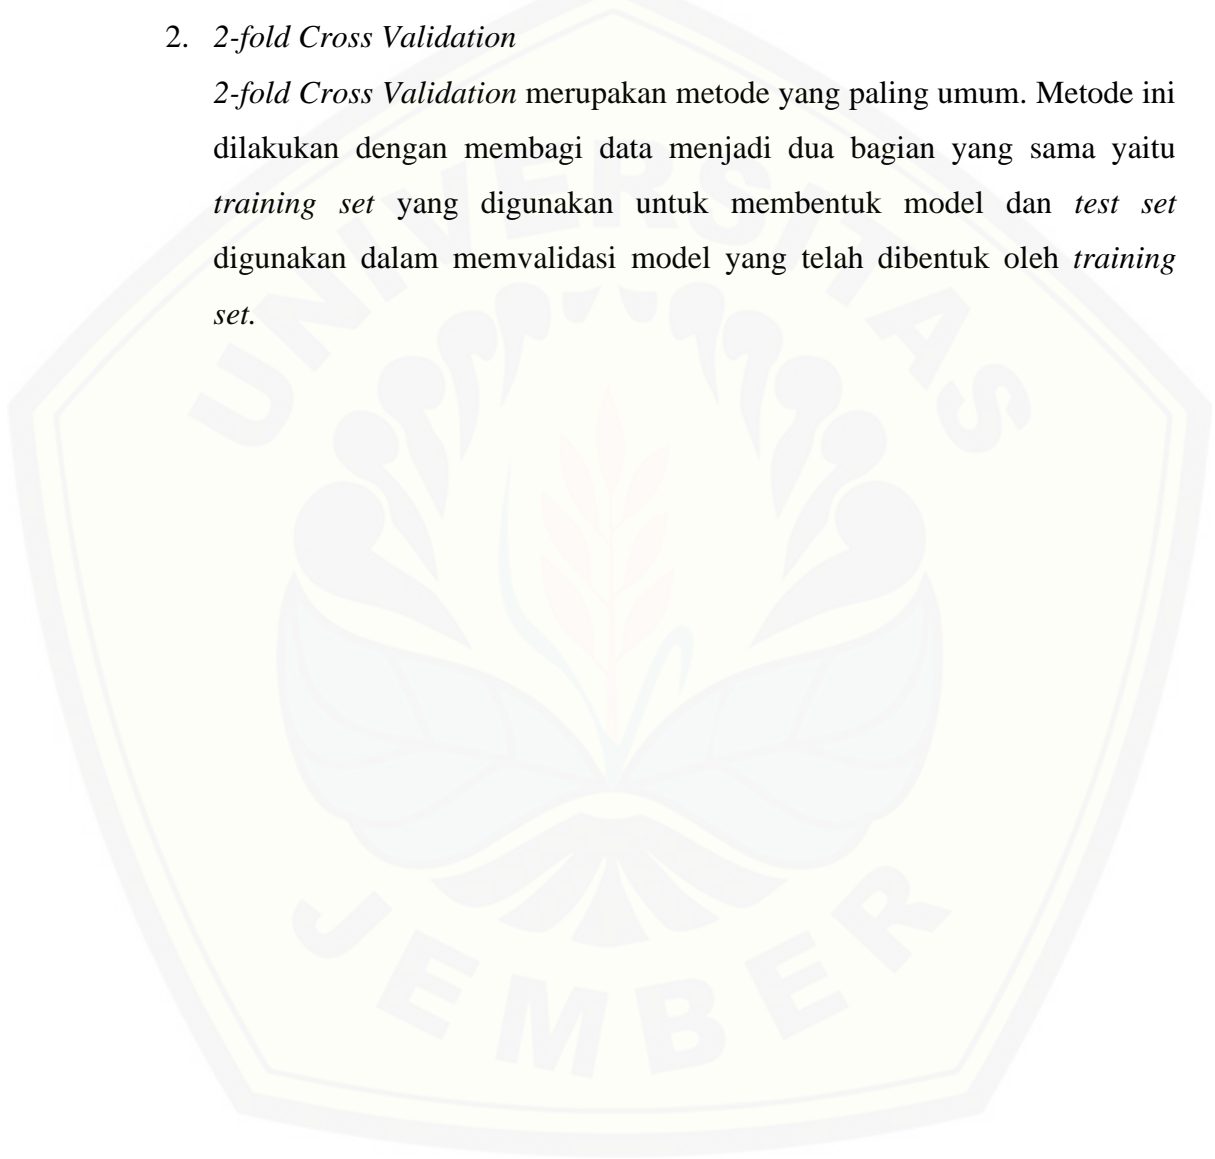 2. 2-fold Cross Validation
2-fold Cross Validation merupakan metode yang paling umum. Metode ini
dilakukan dengan membagi data menjadi dua bagian yang sama yaitu
training set yang digunakan untuk membentuk model dan test set
digunakan dalam memvalidasi model yang telah dibentuk oleh training
set.
UNIVERSITAS
JEMBER